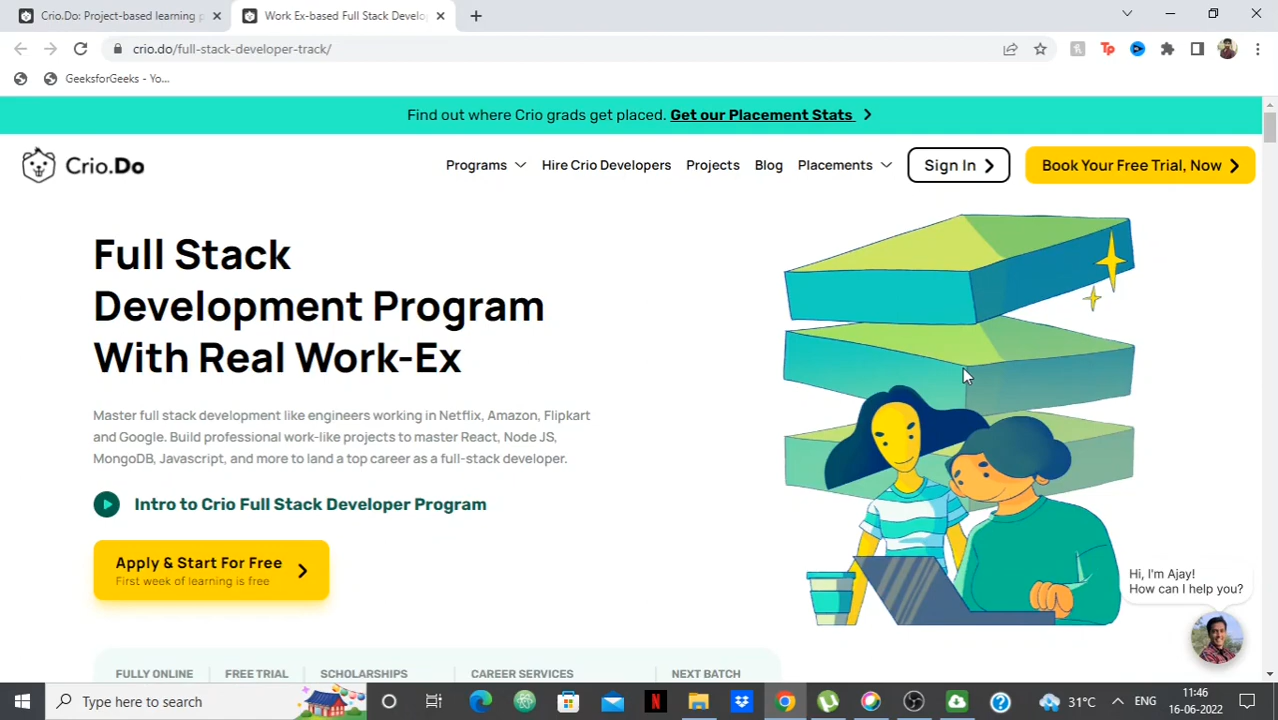 Crio.Do: Project-based learning p
Work Ex-based Full Stack Develo
crio.do/full-stack-developer-track/
GeeksforGeeks - Yo...
Find out where Crio grads get placed. Get our Placement Stats
Crio.Do
Programs
Hire Crio Developers
Projects
Blog
Placements
Sign In
Book Your Free Trial, Now
Full Stack
Development Program
With Real Work-Ex
Master full stack development like engineers working in Netflix, Amazon, Flipkart
and Google. Build professional work-like projects to master React, Node JS,
MongoDB, Javascript, and more to land a top career as a full-stack developer.
Intro to Crio Full Stack Developer Program
Apply & Start For Free
First week of learning is free
Hi, I'm Ajay!
How can I help you?
FULLY ONLINE
FREE TRIAL
SCHOLARSHIPS
CAREER SERVICES
NEXT BATCH
Type here to search
31°C
ENG
11:46
16-06-2022